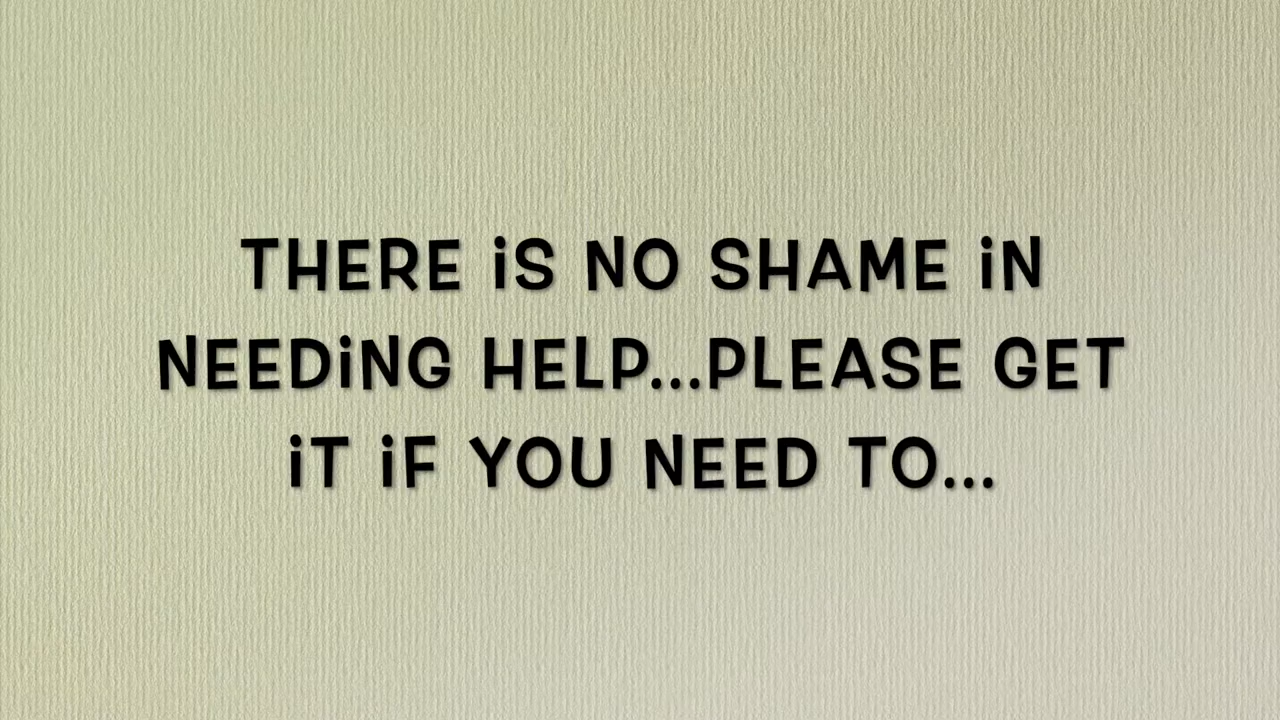 THERE iS NO SHAME iN
NEEDiNG HELP...PLEASE GET
iT iF YOU NEED TO...